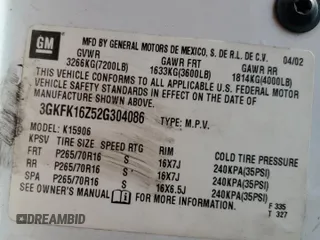 GM
MFD BY GENERAL MOTORS DE MEXICO, S. DE R.L. DE C.V. 04/02
GVWR GAWR FRT GAWR RR
3266KG(7200LB) 1633KG(3600LB) 1814KG(4000LB)
THIS VEHICLE CONFORMS TO ALL APPLICABLE U.S. FEDERAL
MOTOR VEHICLE SAFETY STANDARDS IN EFFECT ON THE DATE OF
MANUFACTURE SHOWN ABOVE.
3GKFK16Z52G304086 TYPE: M.P.V.
MODEL: K15906
KPSV TIRE SIZE SPEED RTG RIM COLD TIRE PRESSURE
FRT P265/70R16 S 16X7J 240KPA(35PSI)
RR P265/70R16 S 16X7J 240KPA(35PSI)
SPA P265/70R16 S 16X6.5J 240KPA(35PSI)
SEE OWNER'S MANUAL FOR MORE INFORMATION. F 335
T 327
DREAMBID